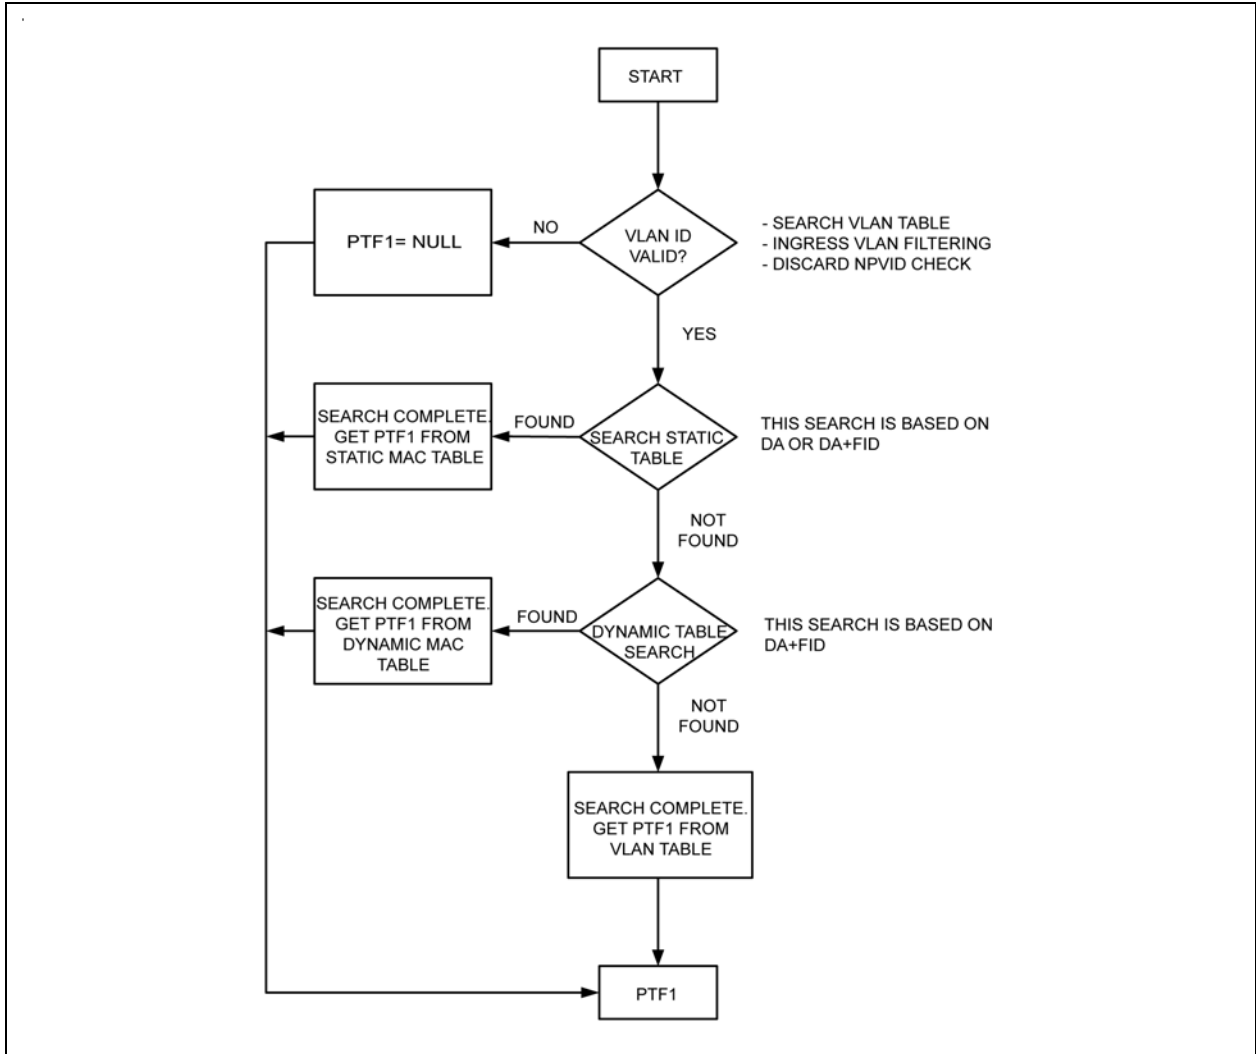 START
PTF1= NULL
NO
VLAN ID
VALID?
- SEARCH VLAN TABLE
- INGRESS VLAN FILTERING
- DISCARD NPVID CHECK
YES
SEARCH COMPLETE.
GET PTF1 FROM
STATIC MAC TABLE
FOUND
SEARCH STATIC
TABLE
THIS SEARCH IS BASED ON
DA OR DA+FID
NOT
FOUND
SEARCH COMPLETE.
GET PTF1 FROM
DYNAMIC MAC
TABLE
FOUND
DYNAMIC TABLE
SEARCH
THIS SEARCH IS BASED ON
DA+FID
NOT
FOUND
SEARCH COMPLETE.
GET PTF1 FROM
VLAN TABLE
PTF1